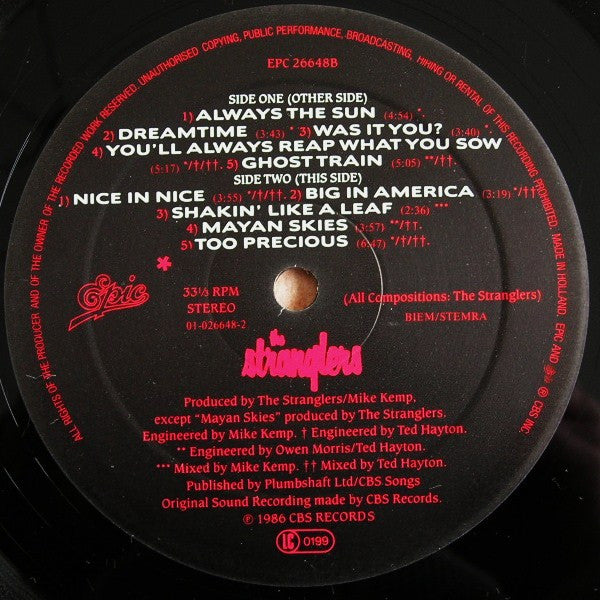 ALL RIGHTS OF THE PRODUCER AND OF THE OWNER OF THE RECORDED WORK RESERVED. UNAUTHORISED COPYING, PUBLIC PERFORMANCE, BROADCASTING, HIRING OR RENTAL OF THIS RECORDING PROHIBITED. MADE IN HOLLAND. EPIC AND ℗ CBS INC.
EPC 26648B
SIDE ONE (OTHER SIDE)
1) ALWAYS THE SUN (4:54) *.
2) DREAMTIME (3:43) * 3) WAS IT YOU? (3:40) *.
4) YOU'LL ALWAYS REAP WHAT YOU SOW
(5:17) */†/††. 5) GHOST TRAIN (5:05) **/††.
SIDE TWO (THIS SIDE)
1) NICE IN NICE (3:55) */†/††. 2) BIG IN AMERICA (3:19) */††
3) SHAKIN' LIKE A LEAF (2:36) ***
4) MAYAN SKIES (3:57) **/††.
5) TOO PRECIOUS (6:47) */†/††.
*
Epic
33⅓ RPM
STEREO
01-026648-2
(All Compositions: The Stranglers)
BIEM/STEMRA
the
stranglers
Produced by The Stranglers/Mike Kemp.
except "Mayan Skies" produced by The Stranglers.
Engineered by Mike Kemp. † Engineered by Ted Hayton.
** Engineered by Owen Morris/Ted Hayton.
*** Mixed by Mike Kemp. †† Mixed by Ted Hayton.
Published by Plumbshaft Ltd/CBS Songs
Original Sound Recording made by CBS Records.
℗ 1986 CBS RECORDS
LC 0199